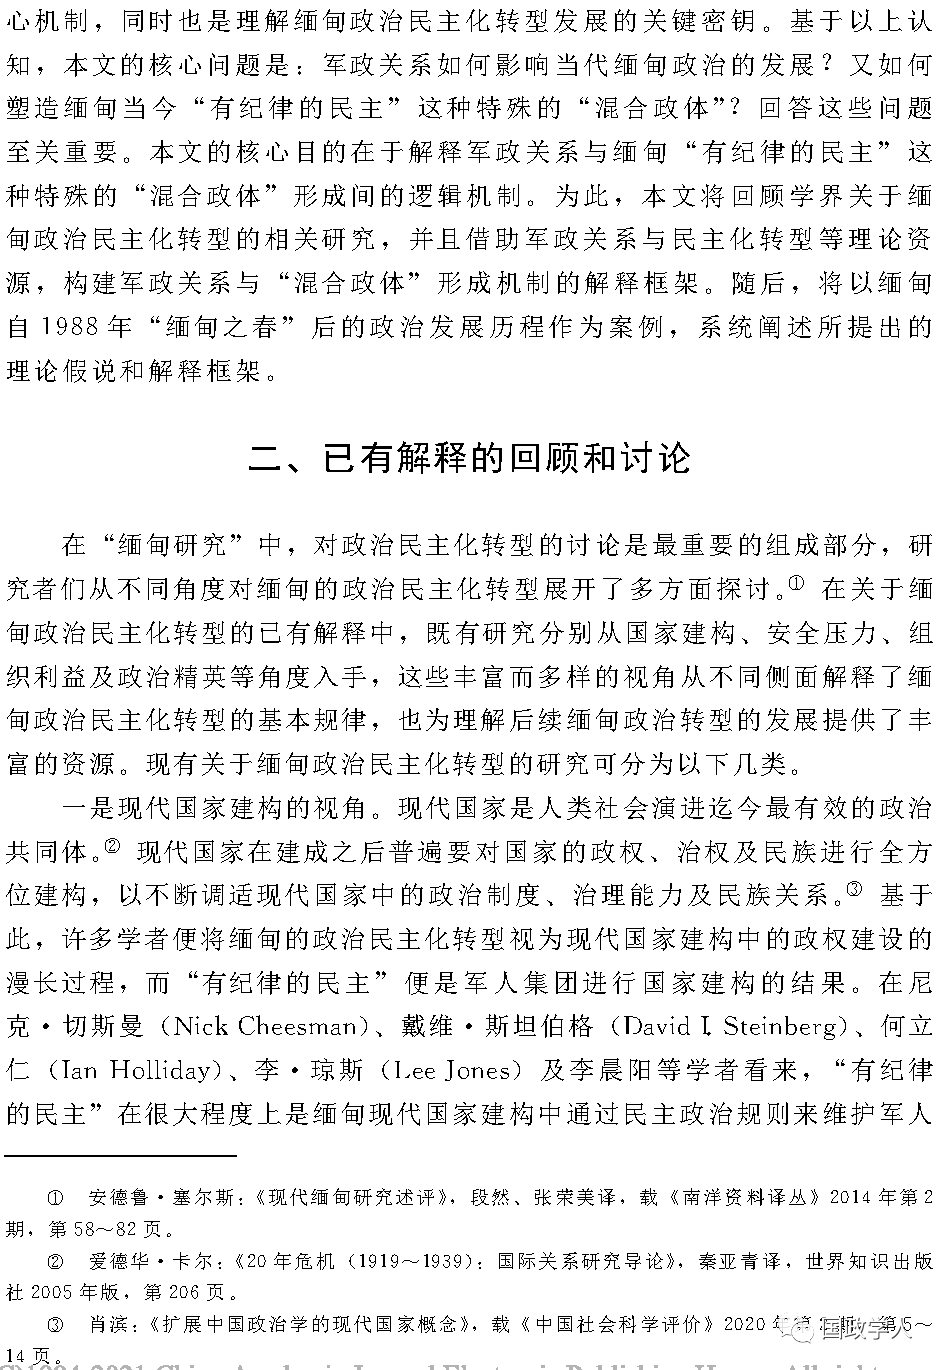 心机制，同时也是理解缅甸政治民主化转型发展的关键密钥。基于以上认
知，本文的核心问题是：军政关系如何影响当代缅甸政治的发展？又如何
塑造缅甸当今“有纪律的民主”这种特殊的“混合政体”？回答这些问题
至关重要。本文的核心目的在于解释军政关系与缅甸“有纪律的民主”这
种特殊的“混合政体”形成间的逻辑机制。为此，本文将回顾学界关于缅
甸政治民主化转型的相关研究，并且借助军政关系与民主化转型等理论资
源，构建军政关系与“混合政体”形成机制的解释框架。随后，将以缅甸
自1988年“缅甸之春”后的政治发展历程作为案例，系统阐述所提出的
理论假说和解释框架。
二、已有解释的回顾和讨论
在“缅甸研究”中，对政治民主化转型的讨论是最重要的组成部分，研
究者们从不同角度对缅甸的政治民主化转型展开了多方面探讨。① 在关于缅
甸政治民主化转型的已有解释中，既有研究分别从国家建构、安全压力、组
织利益及政治精英等角度入手，这些丰富而多样的视角从不同侧面解释了缅
甸政治民主化转型的基本规律，也为理解后续缅甸政治转型的发展提供了丰
富的资源。现有关于缅甸政治民主化转型的研究可分为以下几类。
一是现代国家建构的视角。现代国家是人类社会演进迄今最有效的政治
共同体。② 现代国家在建成之后普遍要对国家的政权、治权及民族进行全方
位建构，以不断调适现代国家中的政治制度、治理能力及民族关系。③ 基于
此，许多学者便将缅甸的政治民主化转型视为现代国家建构中的政权建设的
漫长过程，而“有纪律的民主”便是军人集团进行国家建构的结果。在尼
克·切斯曼（Nick Cheesman）、戴维·斯坦伯格（David I. Steinberg）、何立
仁（Ian Holliday）、李·琼斯（Lee Jones）及李晨阳等学者看来，“有纪律
的民主”在很大程度上是缅甸现代国家建构中通过民主政治规则来维护军人
① 安德鲁·塞尔斯：《现代缅甸研究述评》，段然、张荣美译，载《南洋资料译丛》2014年第2
期，第58～82页。
② 爱德华·卡尔：《20年危机（1919～1939）：国际关系研究导论》，秦亚青译，世界知识出版
社2005年版，第206页。
③ 肖滨：《扩展中国政治学的现代国家概念》，载《中国社会科学评价》2020年第 期，第5～
14页。
国政学人